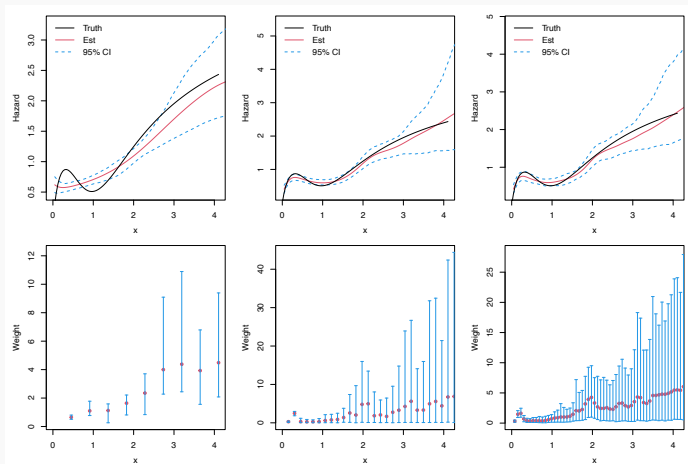 Truth
Est
95% CI
Hazard
0.5 1.0 1.5 2.0 2.5 3.0
0 1 2 3 4
x
Truth
Est
95% CI
Hazard
1 2 3 4 5
0 1 2 3 4
x
Truth
Est
95% CI
Hazard
1 2 3 4 5
0 1 2 3 4
x
Weight
0 2 4 6 8 10 12
0 1 2 3 4
x
Weight
0 10 20 30 40
0 1 2 3 4
x
Weight
0 5 10 15 20 25
0 1 2 3 4
x